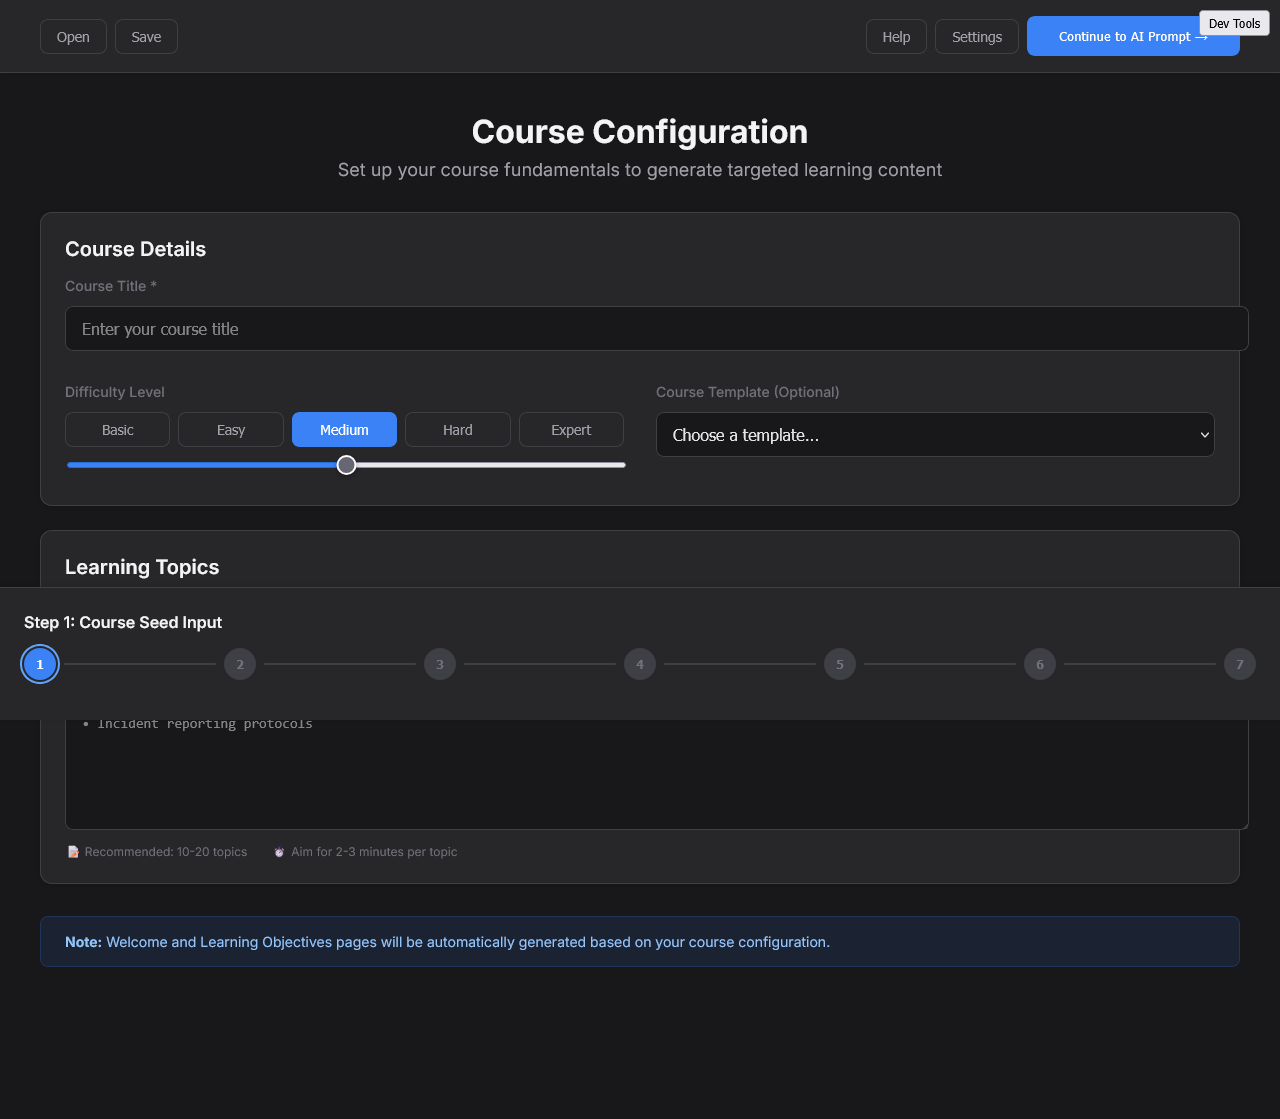 Open
Save
Help
Settings
Continue to AI Prompt →
Dev Tools
Course Configuration
Set up your course fundamentals to generate targeted learning content
Course Details
Course Title *
Enter your course title
Difficulty Level
Course Template (Optional)
Basic
Easy
Medium
Hard
Expert
Choose a template...
Learning Topics
Step 1: Course Seed Input
1
2
3
4
5
6
7
• Incident reporting protocols
Recommended: 10-20 topics
Aim for 2-3 minutes per topic
Note: Welcome and Learning Objectives pages will be automatically generated based on your course configuration.